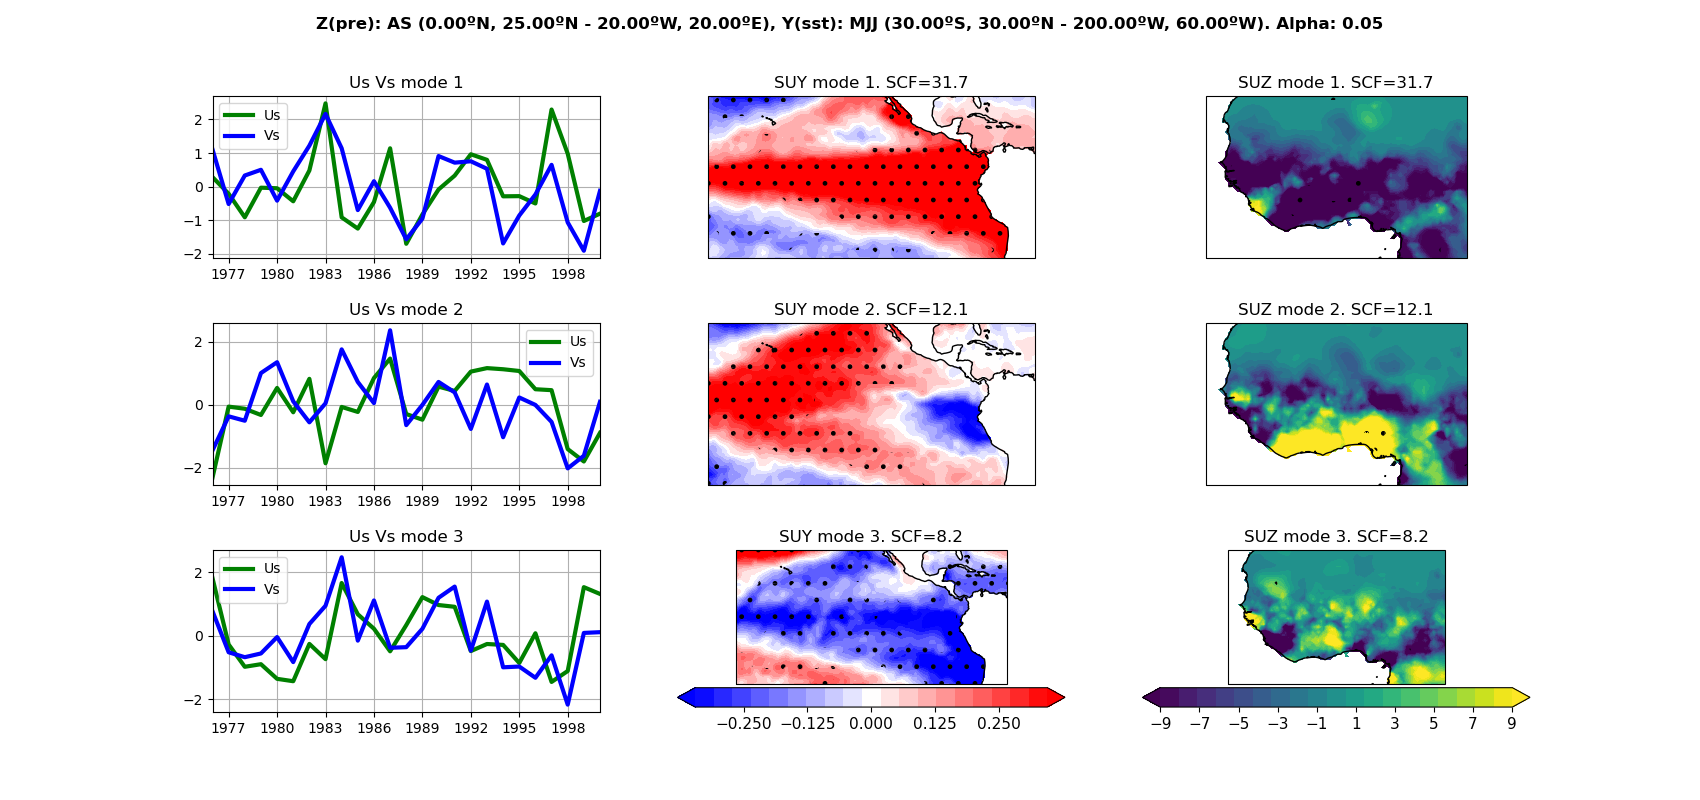 Z(pre): AS (0.00ºN, 25.00ºN - 20.00ºW, 20.00ºE), Y(sst): MJJ (30.00ºS, 30.00ºN - 200.00ºW, 60.00ºW). Alpha: 0.05
Us Vs mode 1
SUY mode 1. SCF=31.7
SUZ mode 1. SCF=31.7
Us
Vs
2
1
0
−1
−2
1977 1980 1983 1986 1989 1992 1995 1998
Us Vs mode 2
SUY mode 2. SCF=12.1
SUZ mode 2. SCF=12.1
Us
Vs
2
0
−2
1977 1980 1983 1986 1989 1992 1995 1998
Us Vs mode 3
SUY mode 3. SCF=8.2
SUZ mode 3. SCF=8.2
Us
Vs
2
0
−2
1977 1980 1983 1986 1989 1992 1995 1998
−0.250 −0.125 0.000 0.125 0.250
−9 −7 −5 −3 −1 1 3 5 7 9